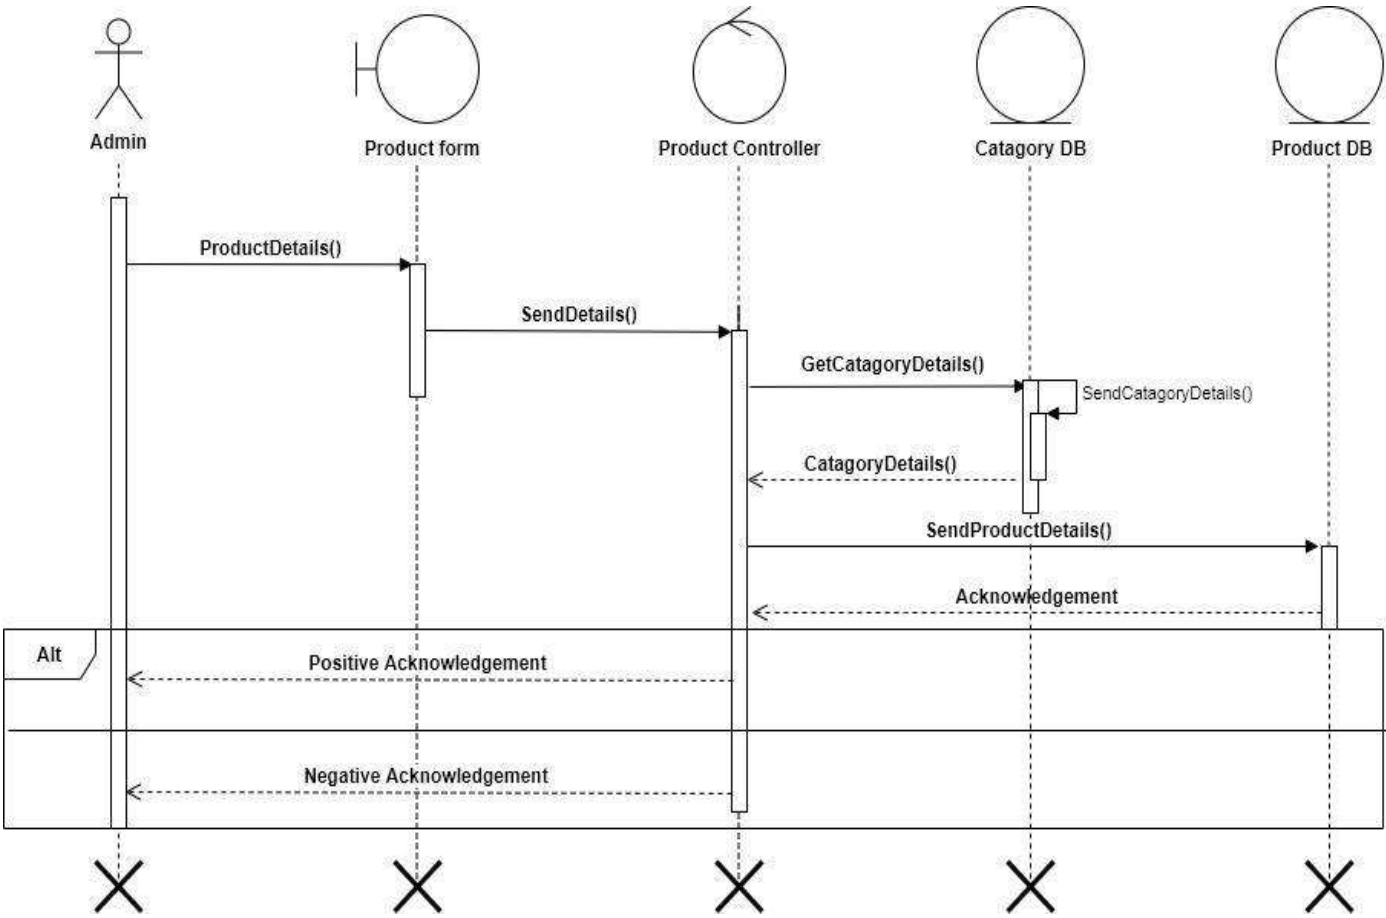 Admin
Product form
Product Controller
Catagory DB
Product DB
ProductDetails()
SendDetails()
GetCatagoryDetails()
SendCatagoryDetails()
CatagoryDetails()
SendProductDetails()
Acknowledgement
Alt
Positive Acknowledgement
Negative Acknowledgement